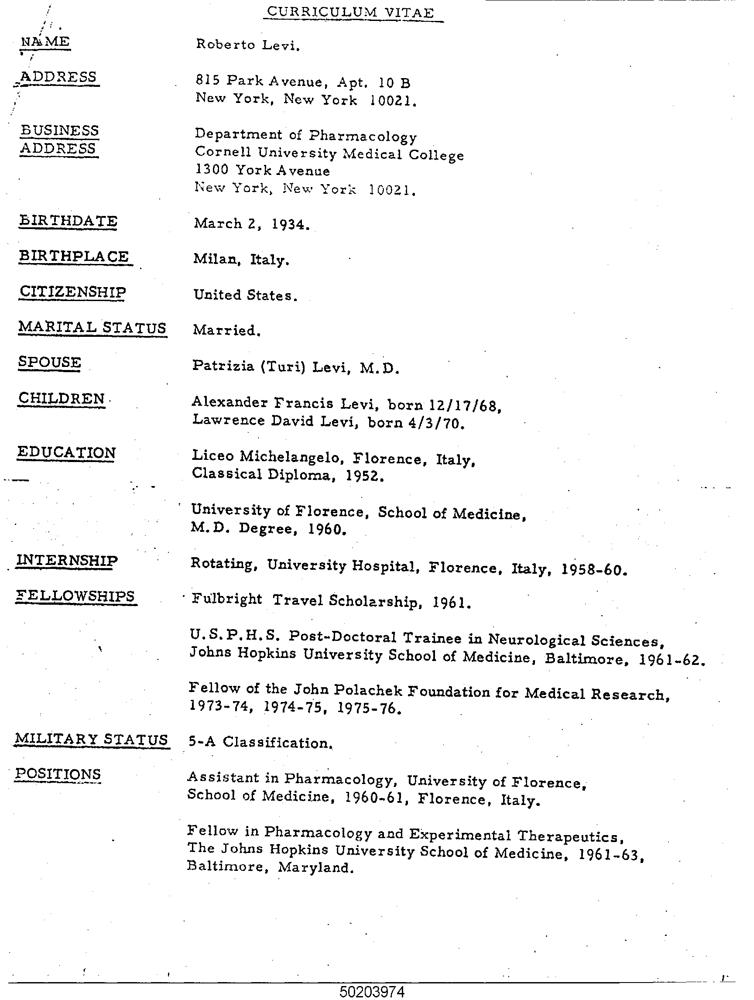 CURRICULUM VITAE
NAME Roberto Levi.
ADDRESS 815 Park Avenue, Apt. 10 B
New York, New York 10021.
BUSINESS Department of Pharmacology
ADDRESS Cornell University Medical College
1300 York Avenue
New York, New York 10021.
BIRTHDATE March 2, 1934.
BIRTHPLACE Milan, Italy.
CITIZENSHIP United States.
MARITAL STATUS Married.
SPOUSE Patrizia (Turi) Levi, M.D.
CHILDREN Alexander Francis Levi, born 12/17/68,
Lawrence David Levi, born 4/3/70.
EDUCATION Liceo Michelangelo, Florence, Italy,
Classical Diploma, 1952.
University of Florence, School of Medicine,
M.D. Degree, 1960.
INTERNSHIP Rotating, University Hospital, Florence, Italy, 1958-60.
FELLOWSHIPS Fulbright Travel Scholarship, 1961.
U.S.P.H.S. Post-Doctoral Trainee in Neurological Sciences,
Johns Hopkins University School of Medicine, Baltimore, 1961-62.
Fellow of the John Polachek Foundation for Medical Research,
1973-74, 1974-75, 1975-76.
MILITARY STATUS 5-A Classification.
POSITIONS Assistant in Pharmacology, University of Florence,
School of Medicine, 1960-61, Florence, Italy.
Fellow in Pharmacology and Experimental Therapeutics,
The Johns Hopkins University School of Medicine, 1961-63,
Baltimore, Maryland.
50203974